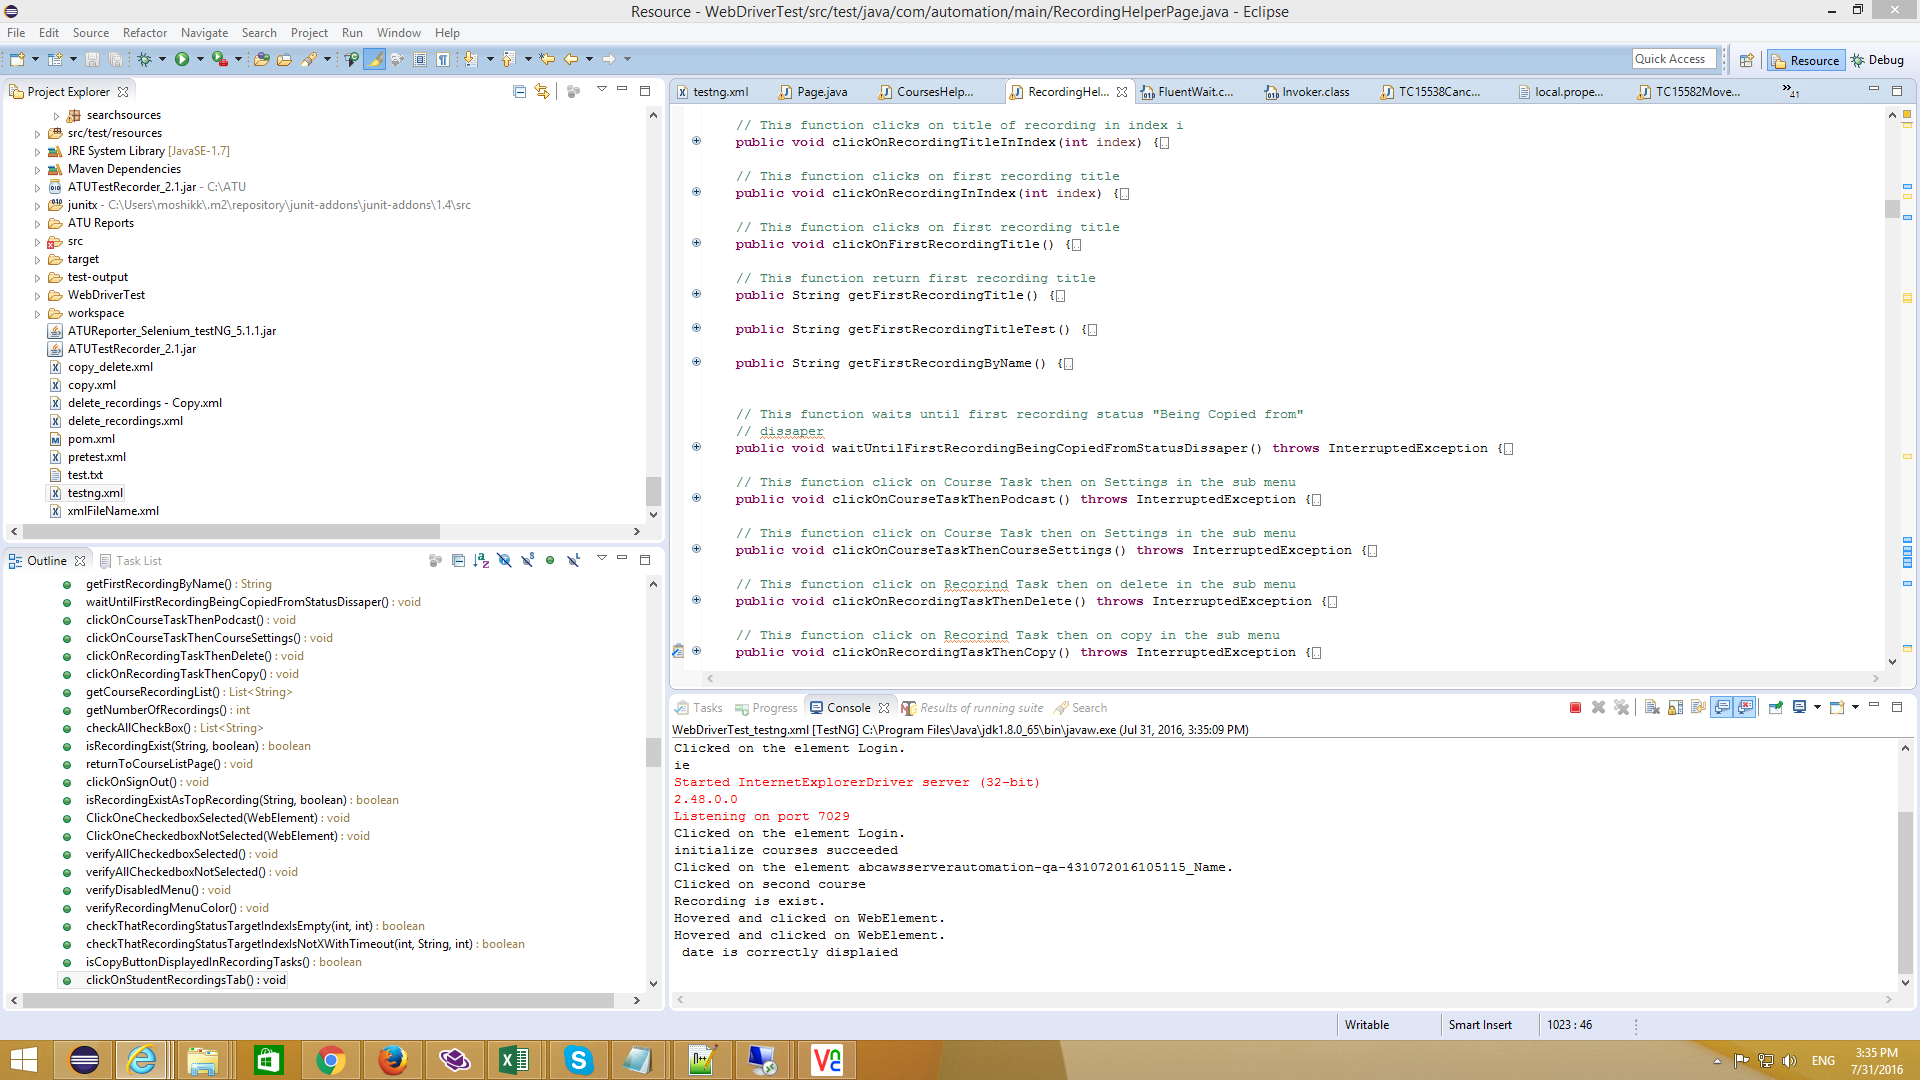 Resource - WebDriverTest/src/test/java/com/automation/main/RecordingHelperPage.java - Eclipse
File Edit Source Refactor Navigate Search Project Run Window Help
Quick Access
Resource
Debug
Project Explorer
searchsources
src/test/resources
JRE System Library [JavaSE-1.7]
Maven Dependencies
ATUTestRecorder_2.1.jar - C:\ATU
junitx - C:\Users\moshikk\.m2\repository\junit-addons\junit-addons\1.4\src
ATU Reports
src
target
test-output
WebDriverTest
workspace
ATUReporter_Selenium_testNG_5.1.1.jar
ATUTestRecorder_2.1.jar
copy_delete.xml
copy.xml
delete_recordings - Copy.xml
delete_recordings.xml
pom.xml
pretest.xml
test.txt
testng.xml
xmlFileName.xml
Outline
Task List
getFirstRecordingByName() : String
waitUntilFirstRecordingBeingCopiedFromStatusDissaper() : void
clickOnCourseTaskThenPodcast() : void
clickOnCourseTaskThenCourseSettings() : void
clickOnRecordingTaskThenDelete() : void
clickOnRecordingTaskThenCopy() : void
getCourseRecordingList() : List<String>
getNumberOfRecordings() : int
checkAllCheckBox() : List<String>
isRecordingExist(String, boolean) : boolean
returnToCourseListPage() : void
clickOnSignOut() : void
isRecordingExistAsTopRecording(String, boolean) : boolean
ClickOneCheckedboxSelected(WebElement) : void
ClickOneCheckedboxNotSelected(WebElement) : void
verifyAllCheckedboxSelected() : void
verifyAllCheckedboxNotSelected() : void
verifyDisabledMenu() : void
verifyRecordingMenuColor() : void
checkThatRecordingStatusTargetIndexIsEmpty(int, int) : boolean
checkThatRecordingStatusTargetIndexIsNotXWithTimeout(int, String, int) : boolean
isCopyButtonDisplayedInRecordingTasks() : boolean
clickOnStudentRecordingsTab() : void
testng.xml
Page.java
CoursesHelp...
RecordingHel...
FluentWait.c...
Invoker.class
TC15538Canc...
local.prope...
TC15582Move...
41
// This function clicks on title of recording in index i
public void clickOnRecordingTitleInIndex(int index) {
// This function clicks on first recording title
public void clickOnRecordingInIndex(int index) {
// This function clicks on first recording title
public void clickOnFirstRecordingTitle() {
// This function return first recording title
public String getFirstRecordingTitle() {
public String getFirstRecordingTitleTest() {
public String getFirstRecordingByName() {
// This function waits until first recording status "Being Copied from"
// dissaper
public void waitUntilFirstRecordingBeingCopiedFromStatusDissaper() throws InterruptedException {
// This function click on Course Task then on Settings in the sub menu
public void clickOnCourseTaskThenPodcast() throws InterruptedException {
// This function click on Course Task then on Settings in the sub menu
public void clickOnCourseTaskThenCourseSettings() throws InterruptedException {
// This function click on Recorind Task then on delete in the sub menu
public void clickOnRecordingTaskThenDelete() throws InterruptedException {
// This function click on Recorind Task then on copy in the sub menu
public void clickOnRecordingTaskThenCopy() throws InterruptedException {
Tasks
Progress
Console
Results of running suite
Search
WebDriverTest_testng.xml [TestNG] C:\Program Files\Java\jdk1.8.0_65\bin\javaw.exe (Jul 31, 2016, 3:35:09 PM)
Clicked on the element Login.
ie
Started InternetExplorerDriver server (32-bit)
2.48.0.0
Listening on port 7029
Clicked on the element Login.
initialize courses succeeded
Clicked on the element abcawsserverautomation-qa-431072016105115_Name.
Clicked on second course
Recording is exist.
Hovered and clicked on WebElement.
Hovered and clicked on WebElement.
date is correctly displaied
Writable
Smart Insert
1023 : 46
ENG
3:35 PM
7/31/2016